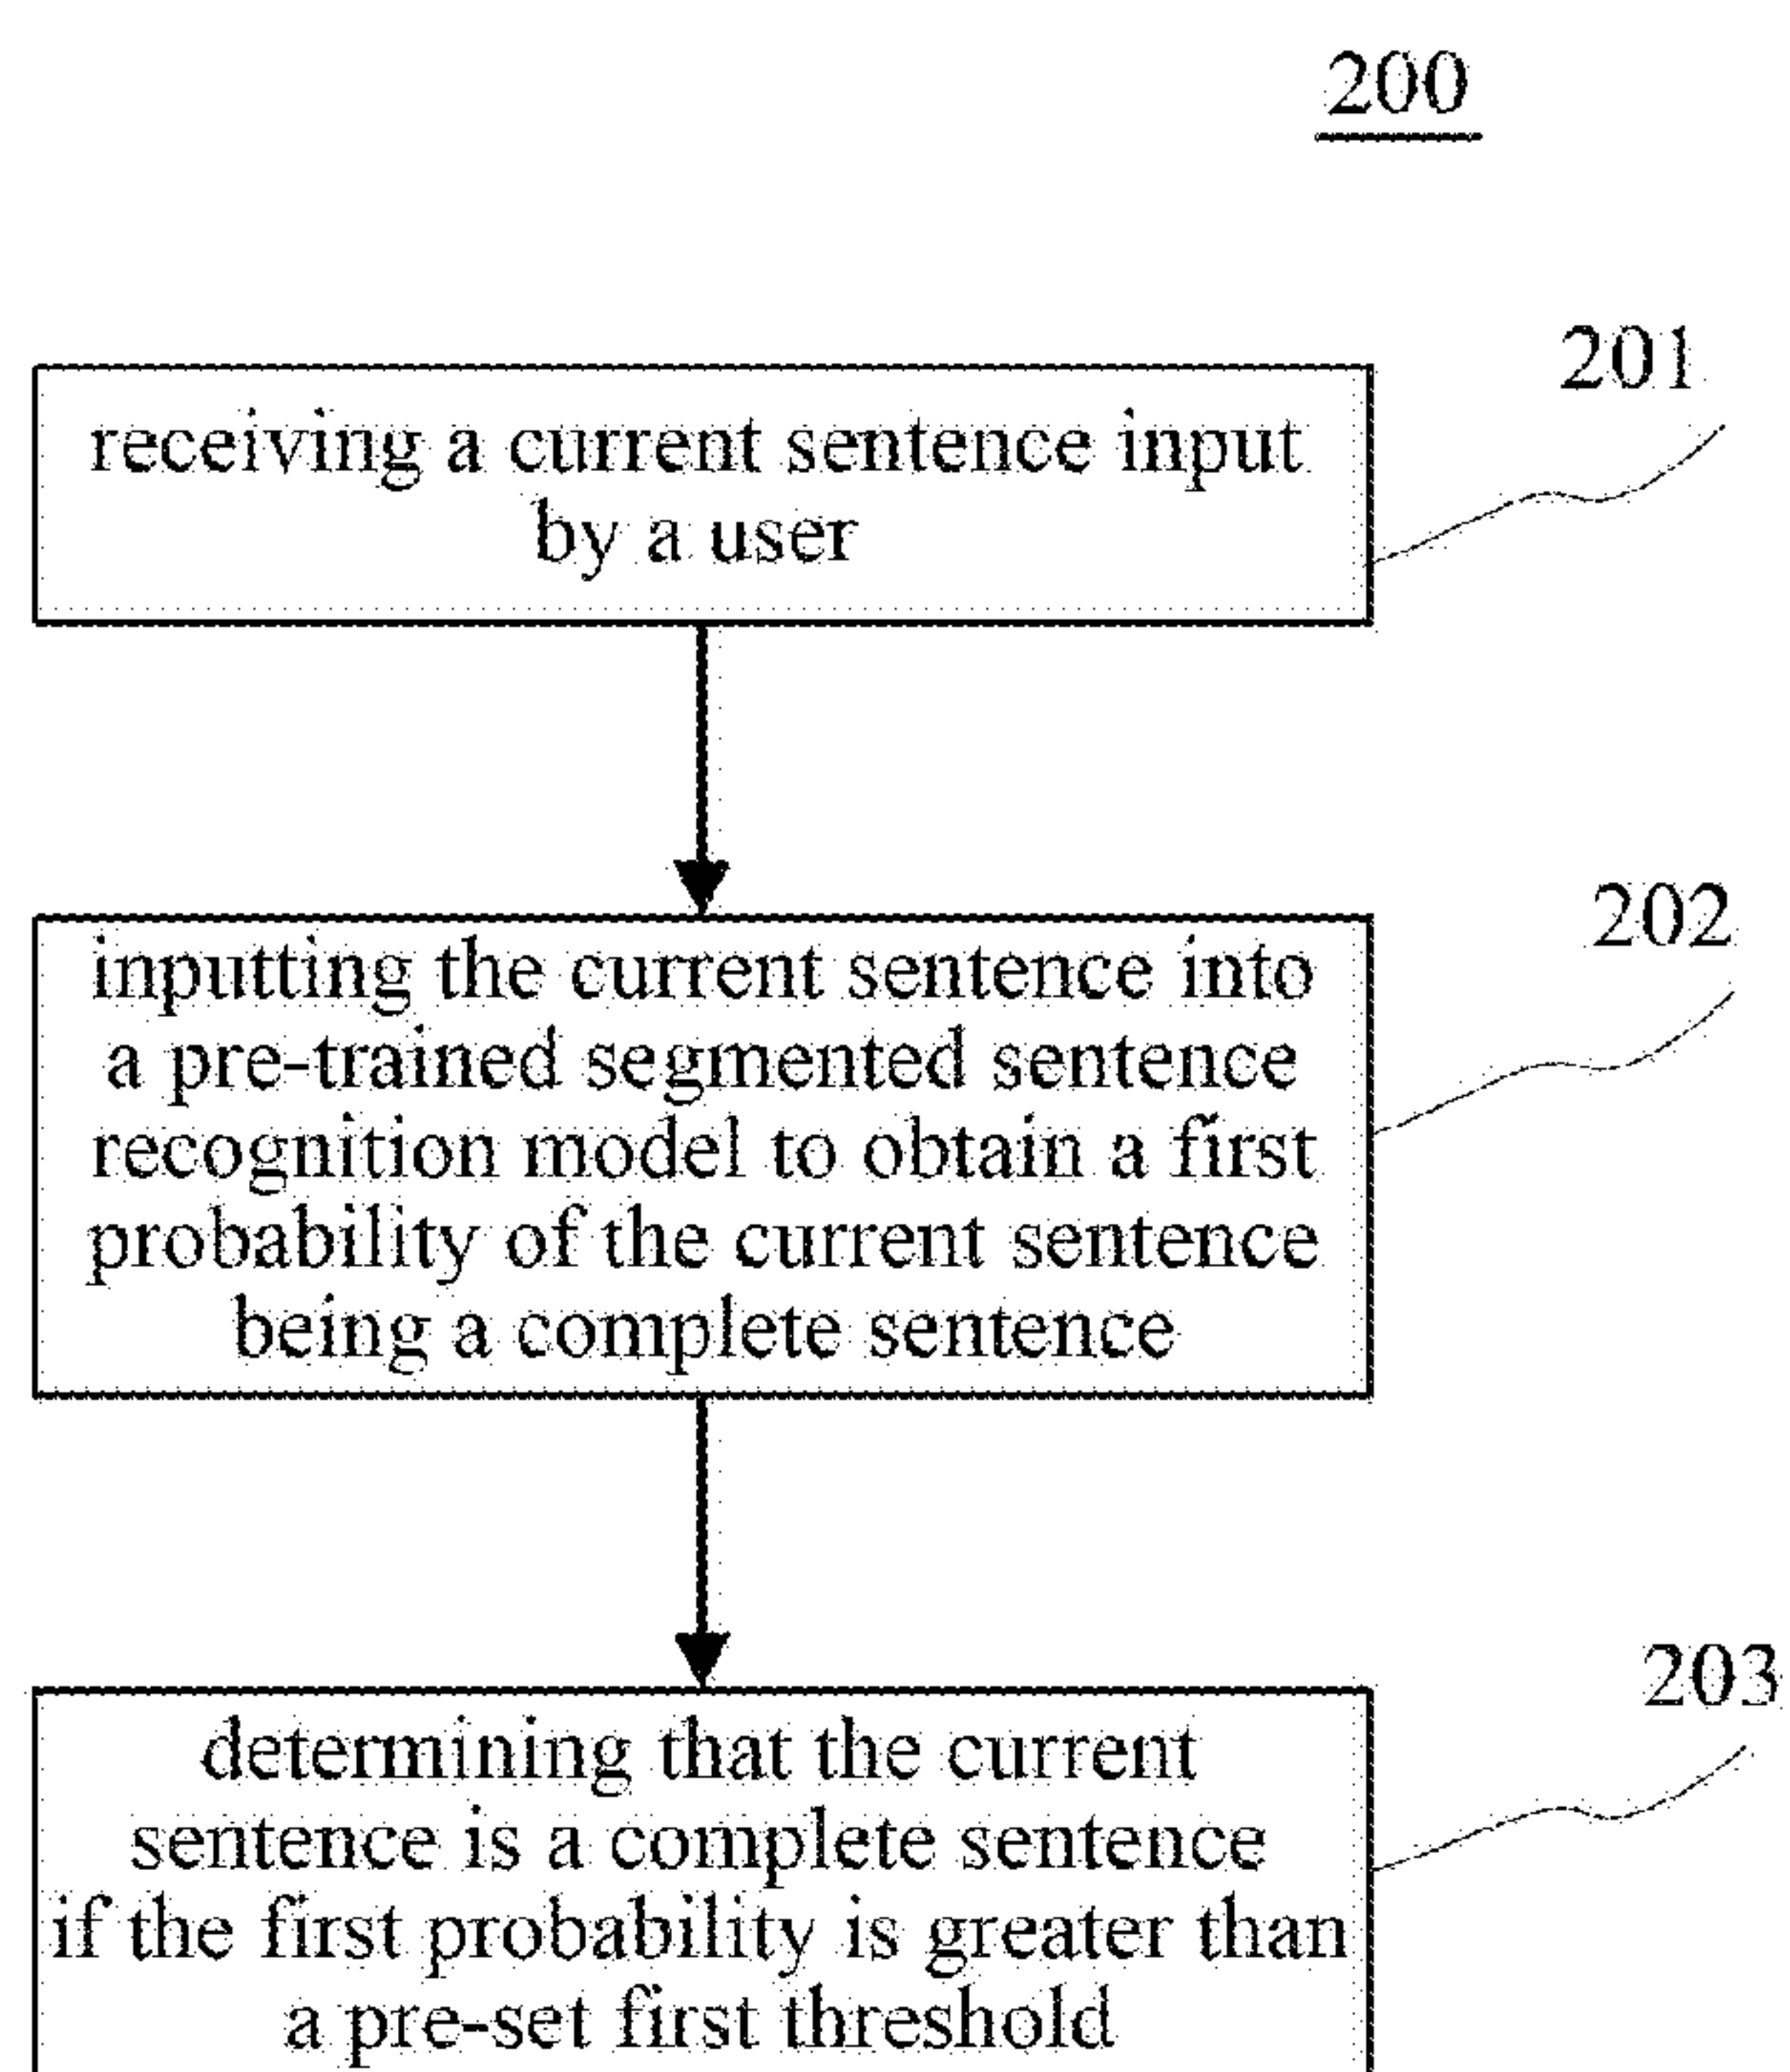 200
201
receiving a current sentence input
by a user
202
inputting the current sentence into
a pre-trained segmented sentence
recognition model to obtain a first
probability of the current sentence
being a complete sentence
203
determining that the current
sentence is a complete sentence
if the first probability is greater than
a pre-set first threshold